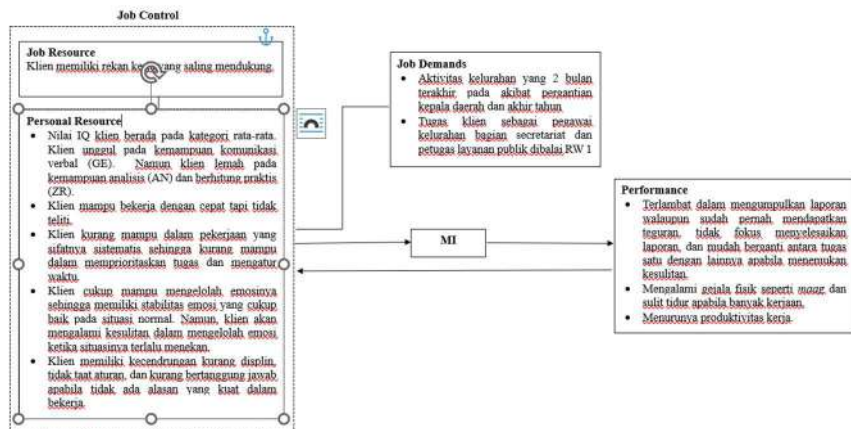 Job Control
Job Resource
Klien memiliki rekan kerja yang saling mendukung.
Personal Resource
• Nilai IQ klien berada pada kategori rata-rata.
Klien unggul pada kemampuan komunikasi
verbal (GE). Namun klien lemah pada
kemampuan analisis (AN) dan berhitung praktis
(ZR).
• Klien mampu bekerja dengan cepat tapi tidak
teliti.
• Klien kurang mampu dalam pekerjaan yang
sifatnya sistematis sehingga kurang mampu
dalam memprioritaskan tugas dan mengatur
waktu.
• Klien cukup mampu mengelolah emosinya
sehingga memiliki stabilitas emosi yang cukup
baik pada situasi normal. Namun, klien akan
mengalami kesulitan dalam mengelolah emosi
ketika situasinya terlalu menekan.
• Klien memiliki kecendrungan kurang displin,
tidak taat aturan, dan kurang bertanggung jawab
apabila tidak ada alasan yang kuat dalam
bekerja.
Job Demands
• Aktivitas kelurahan yang 2 bulan
terakhir pada akibat pergantian
kepala daerah dan akhir tahun
• Tugas klien sebagai pegawai
kelurahan bagian secretariat dan
petugas layanan publik dibalai RW 1
MI
Performance
• Terlambat dalam mengumpulkan laporan
walaupun sudah pernah mendapatkan
teguran, tidak fokus menyelesaikan
laporan, dan mudah berganti antara tugas
satu dengan lainnya apabila menemukan
kesulitan.
• Mengalami gejala fisik seperti maag dan
sulit tidur apabila banyak kerjaan.
• Menurunya produktivitas kerja.